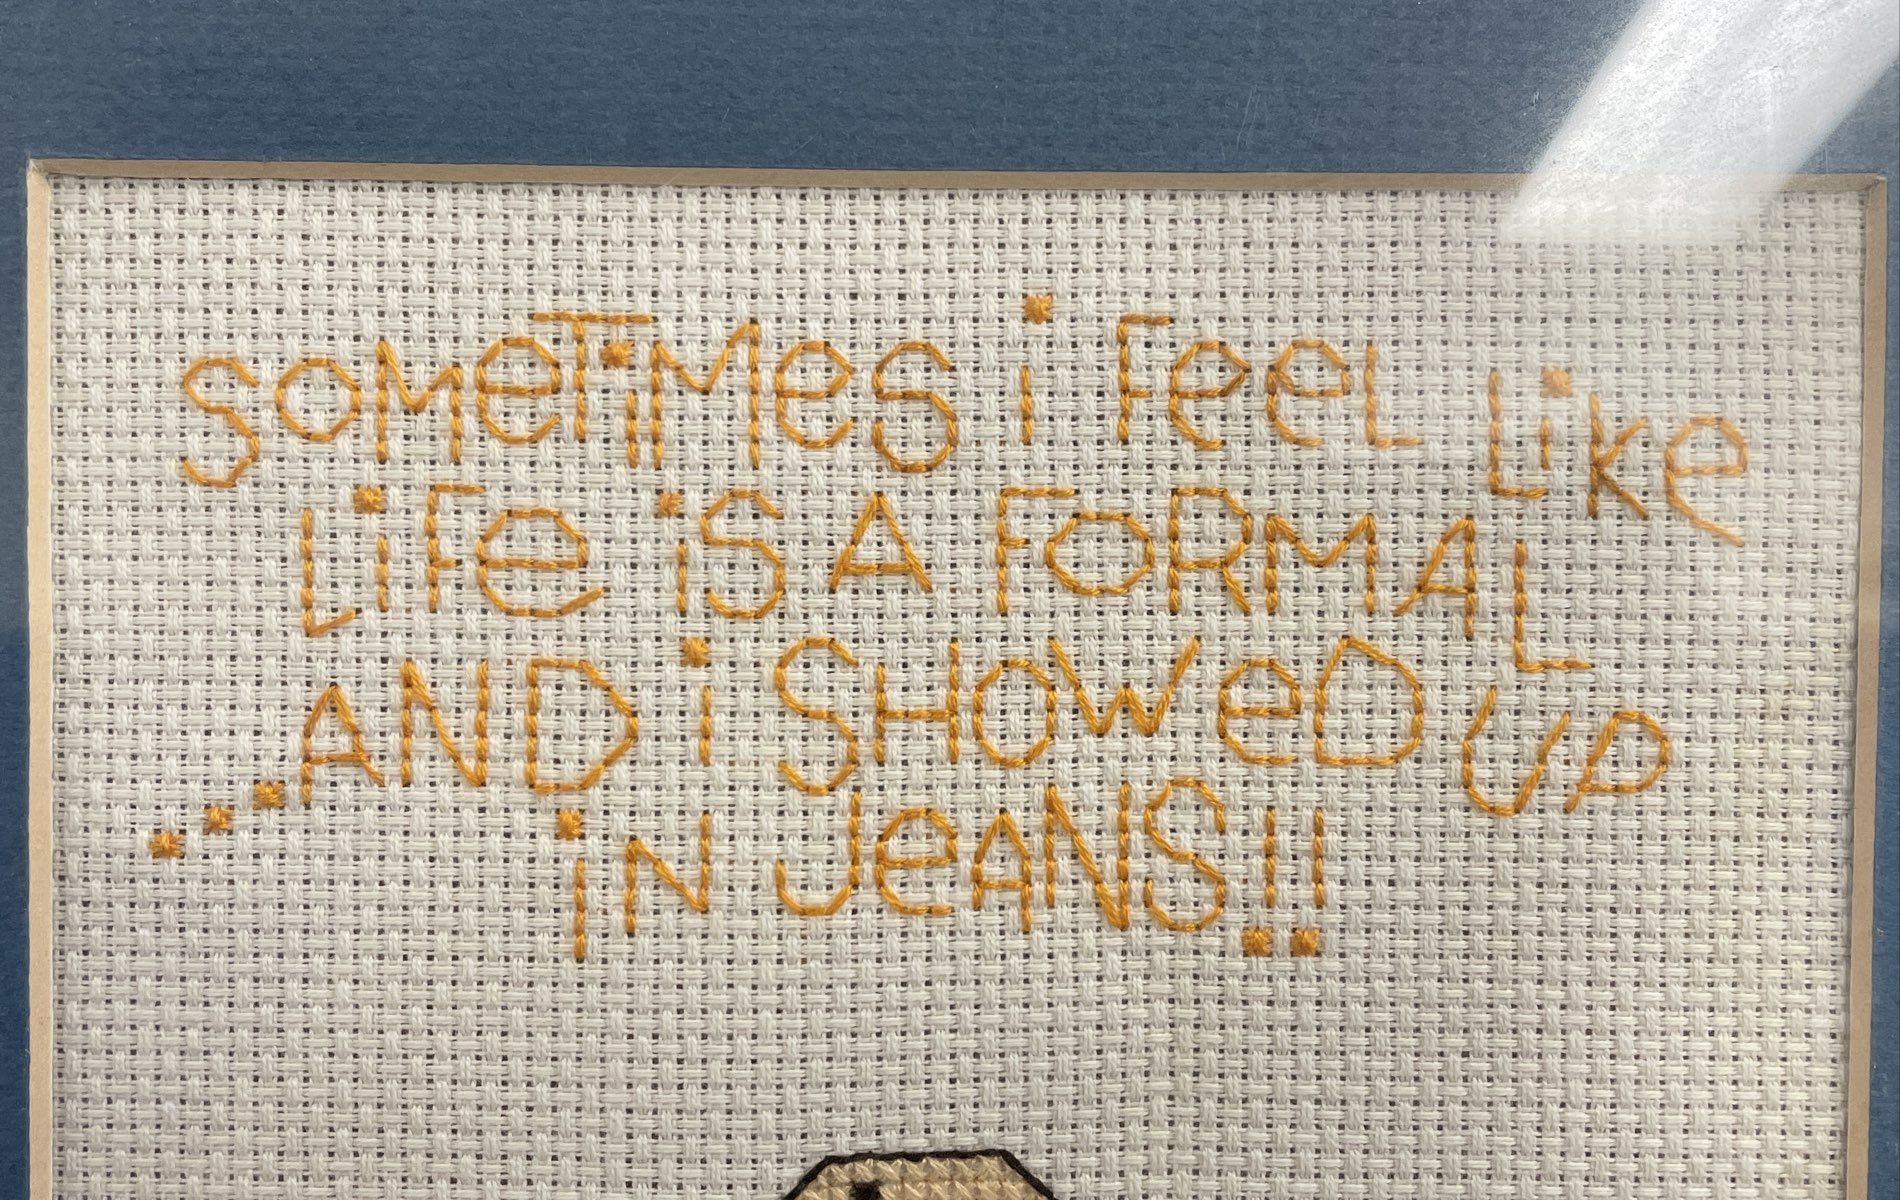 SOMeTiMeS i FeeL Like
LiFe iS A FORMAL
...AND i SHOWeD UP
iN JeANS!!